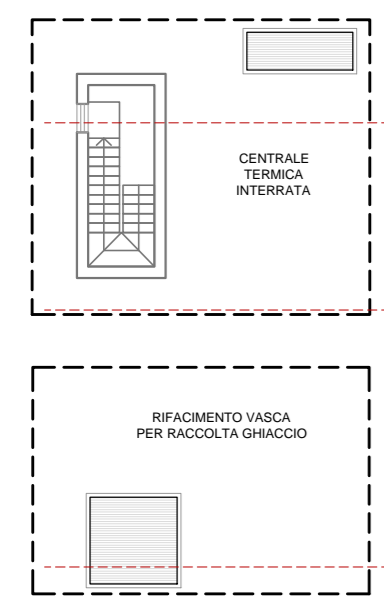 CENTRALE
TERMICA
INTERRATA
RIFACIMENTO VASCA
PER RACCOLTA GHIACCIO